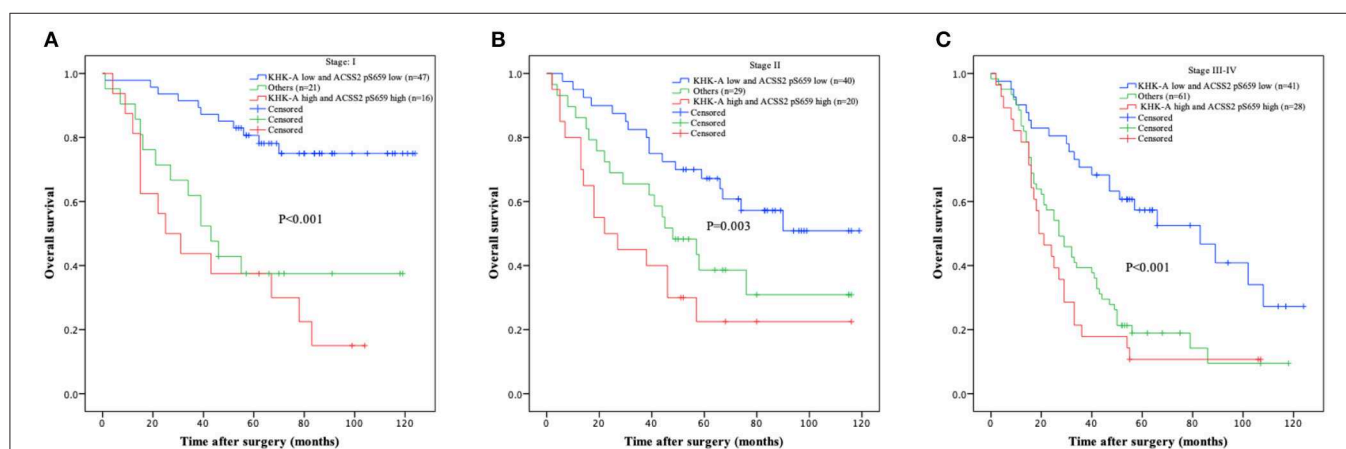 A
Stage: I
KHK-A low and ACSS2 pS659 low (n=47)
Others (n=21)
KHK-A high and ACSS2 pS659 high (n=16)
Censored
Censored
Censored
P<0.001
Overall survival
1.0
0.8
0.6
0.4
0.2
0.0
0 20 40 60 80 100 120
Time after surgery (months)
B
Stage II
KHK-A low and ACSS2 pS659 low (n=40)
Others (n=29)
KHK-A high and ACSS2 pS659 high (n=20)
Censored
Censored
Censored
P=0.003
Overall survival
1.0
0.8
0.6
0.4
0.2
0.0
0 20 40 60 80 100 120
Time after surgery (months)
C
Stage III-IV
KHK-A low and ACSS2 pS659 low (n=41)
Others (n=61)
KHK-A high and ACSS2 pS659 high (n=28)
Censored
Censored
Censored
P<0.001
Overall survival
1.0
0.8
0.6
0.4
0.2
0.0
0 20 40 60 80 100 120
Time after surgery (months)